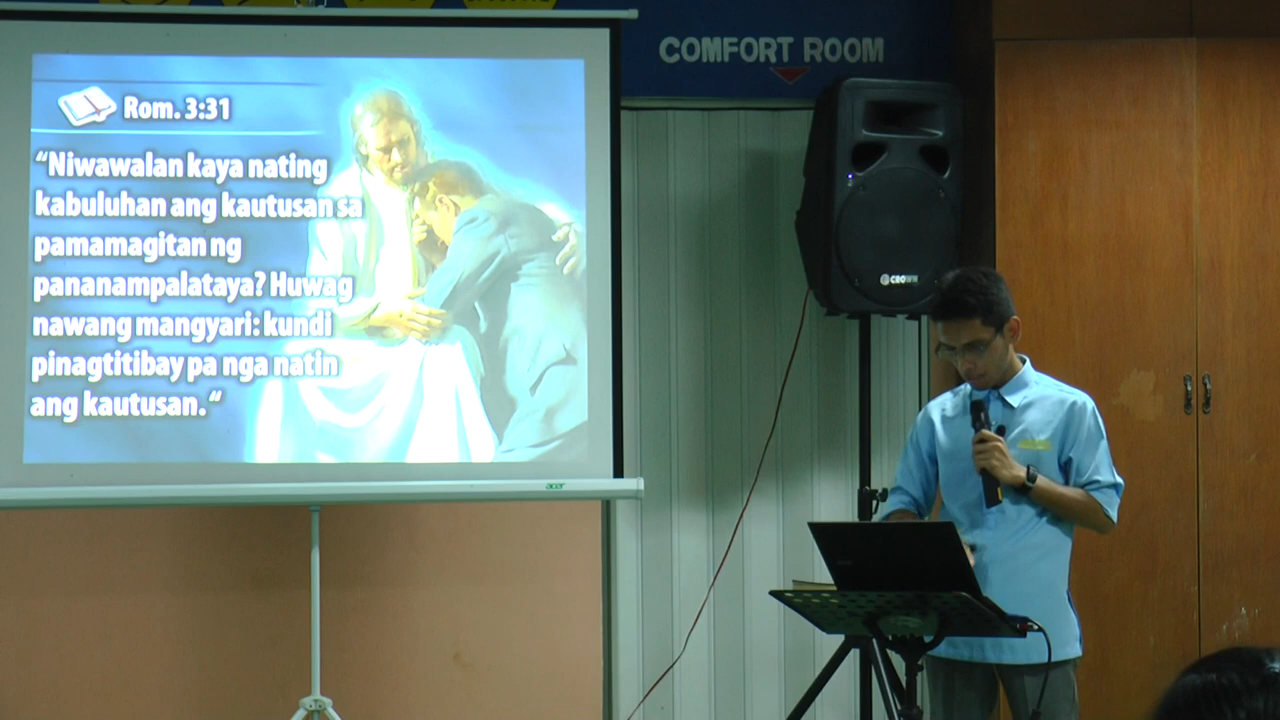 COMFORT ROOM
Rom. 3:31
“Niwawalan kaya nating
kabuluhan ang kautusan sa
pamamagitan ng
pananampalataya? Huwag
nawang mangyari: kundi
pinagtitibay pa nga natin
ang kautusan.“
acer
CROWN